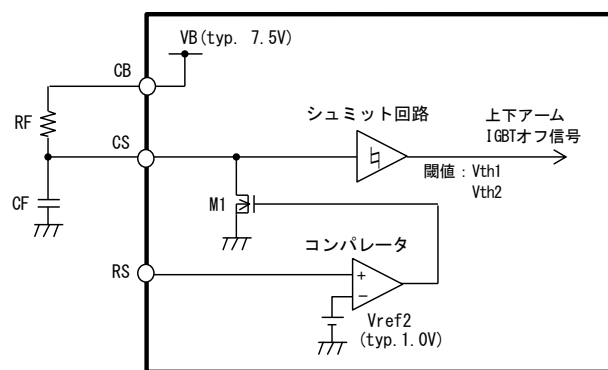 VB(typ. 7.5V)
CB
RF
シュミット回路
上下アーム
IGBTオフ信号
CS
閾値：Vth1
Vth2
CF
M1
コンパレータ
RS
+
−
Vref2
(typ.1.0V)